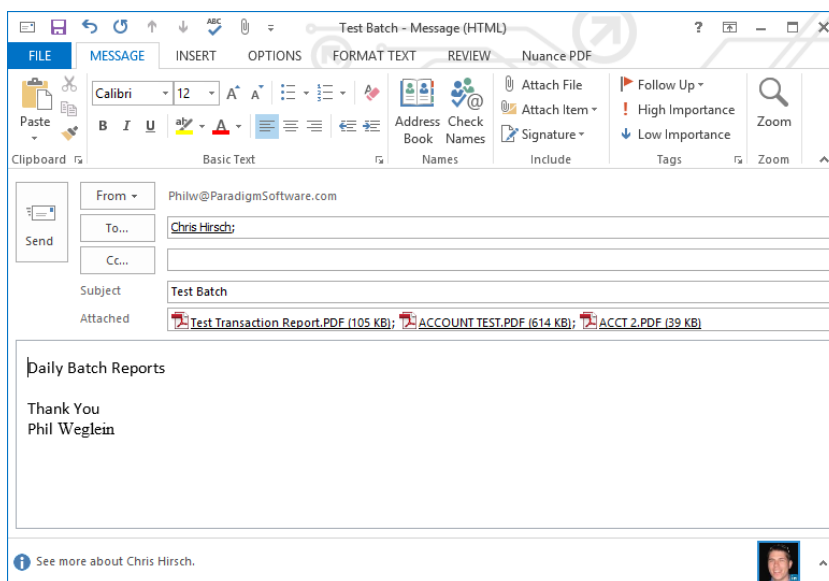 ABC
Test Batch - Message (HTML)
?
FILE MESSAGE INSERT OPTIONS FORMAT TEXT REVIEW Nuance PDF
Paste
Calibri 12 A A
B I U ab A
Address Book
Check Names
Attach File
Attach Item
Signature
Follow Up
High Importance
Low Importance
Zoom
Clipboard Basic Text Names Include Tags Zoom
Send
From Philw@ParadigmSoftware.com
To... Chris Hirsch;
Cc...
Subject Test Batch
Attached Test Transaction Report.PDF (105 KB); ACCOUNT TEST.PDF (614 KB); ACCT 2.PDF (39 KB)
Daily Batch Reports
Thank You
Phil Weglein
See more about Chris Hirsch.